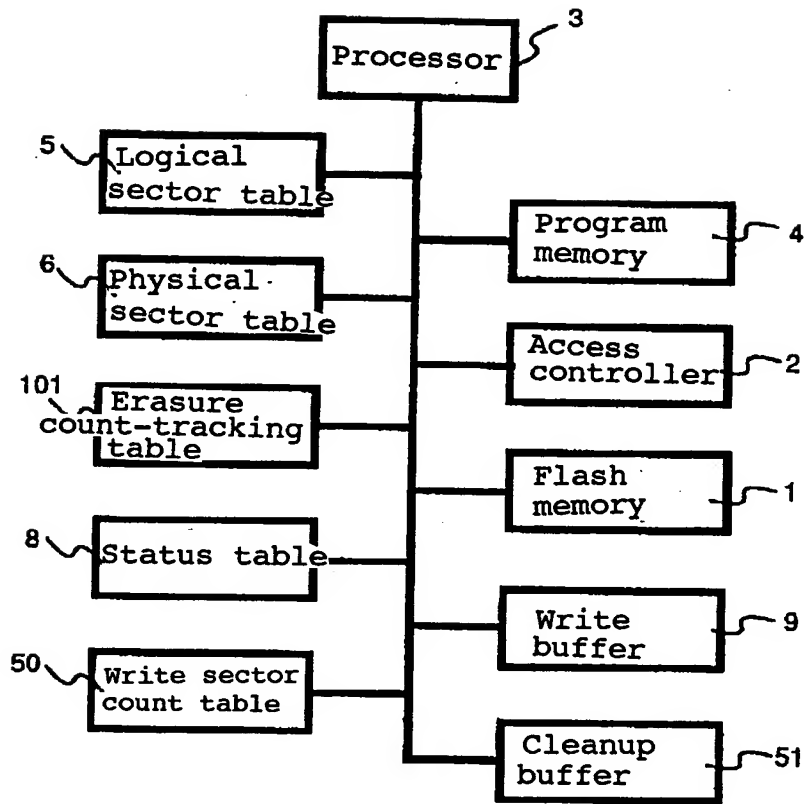 3
Processor
5
Logical
sector table
Program
memory
4
6
Physical
sector table
Access
controller
2
101
Erasure
count-tracking
table
Flash
memory
1
8
Status table
Write
buffer
9
50
Write sector
count table
Cleanup
buffer
51